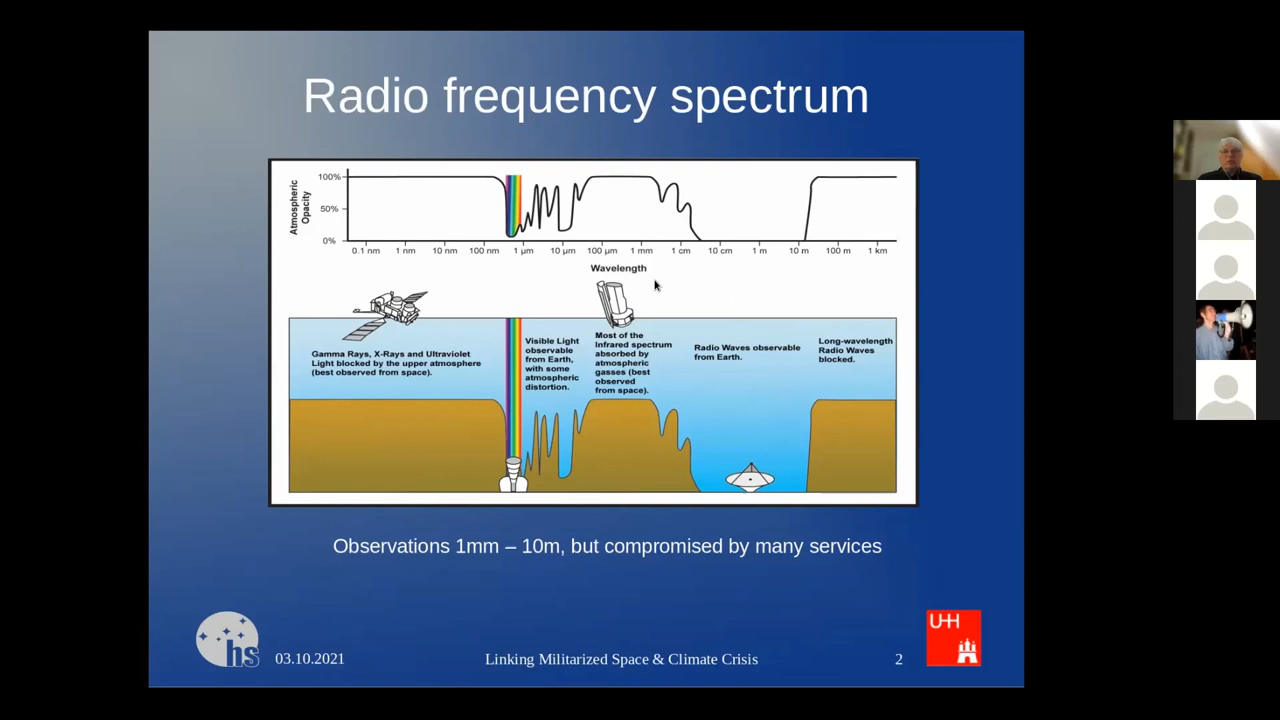 Radio frequency spectrum
Atmospheric
Opacity
100%
50%
0%
0.1 nm 1 nm 10 nm 100 nm 1 μm 10 μm 100 μm 1 mm 1 cm 10 cm 1 m 10 m 100 m 1 km
Wavelength
Gamma Rays, X-Rays and Ultraviolet
Light blocked by the upper atmosphere
(best observed from space).
Visible Light
observable
from Earth,
with some
atmospheric
distortion.
Most of the
Infrared spectrum
absorbed by
atmospheric
gasses (best
observed
from space).
Radio Waves observable
from Earth.
Long-wavelength
Radio Waves
blocked.
Observations 1mm – 10m, but compromised by many services
hs
03.10.2021
Linking Militarized Space & Climate Crisis
2
UH